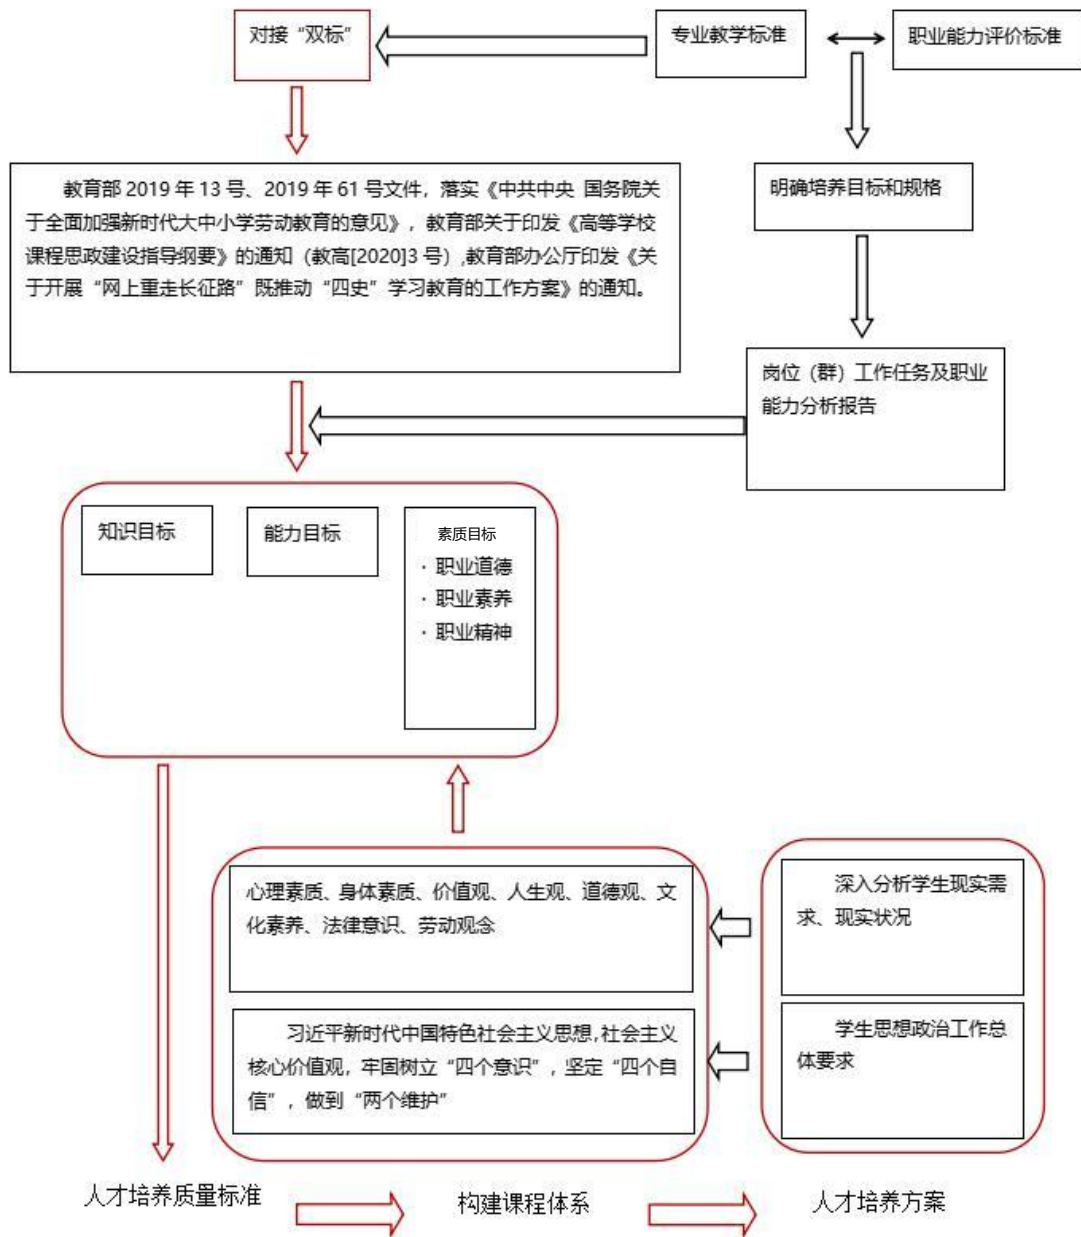 对接“双标”
专业教学标准
职业能力评价标准
教育部 2019 年 13 号、2019 年 61 号文件，落实《中共中央 国务院关
于全面加强新时代大中小学劳动教育的意见》，教育部关于印发《高等学校
课程思政建设指导纲要》的通知（教高[2020]3 号）,教育部办公厅印发《关
于开展“网上重走长征路”既推动“四史”学习教育的工作方案》的通知。
明确培养目标和规格
岗位（群）工作任务及职业
能力分析报告
知识目标
能力目标
素质目标
· 职业道德
· 职业素养
· 职业精神
心理素质、身体素质、价值观、人生观、道德观、文
化素养、法律意识、劳动观念
深入分析学生现实需
求、现实状况
习近平新时代中国特色社会主义思想,社会主义
核心价值观，牢固树立“四个意识”，坚定“四个自
信”，做到“两个维护”
学生思想政治工作总
体要求
人才培养质量标准
构建课程体系
人才培养方案